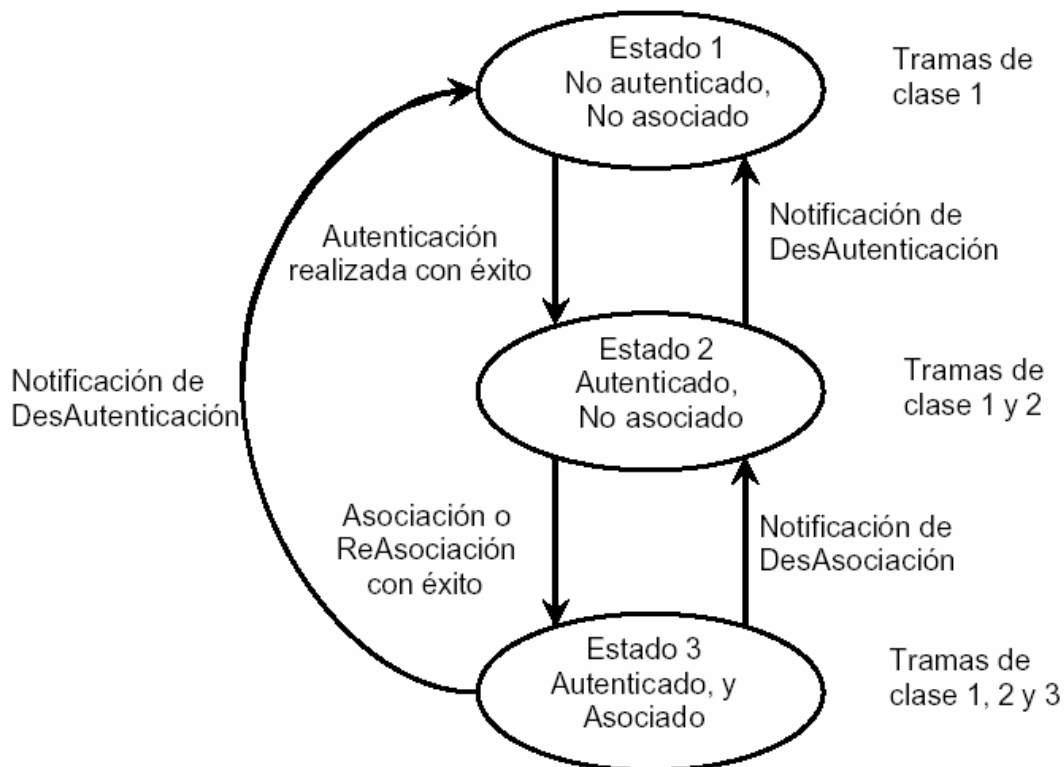 Estado 1
No autenticado,
No asociado
Tramas de
clase 1
Autenticación
realizada con éxito
Notificación de
DesAutenticación
Estado 2
Autenticado,
No asociado
Tramas de
clase 1 y 2
Notificación de
DesAutenticación
Asociación o
ReAsociación
con éxito
Notificación de
DesAsociación
Estado 3
Autenticado, y
Asociado
Tramas de
clase 1, 2 y 3